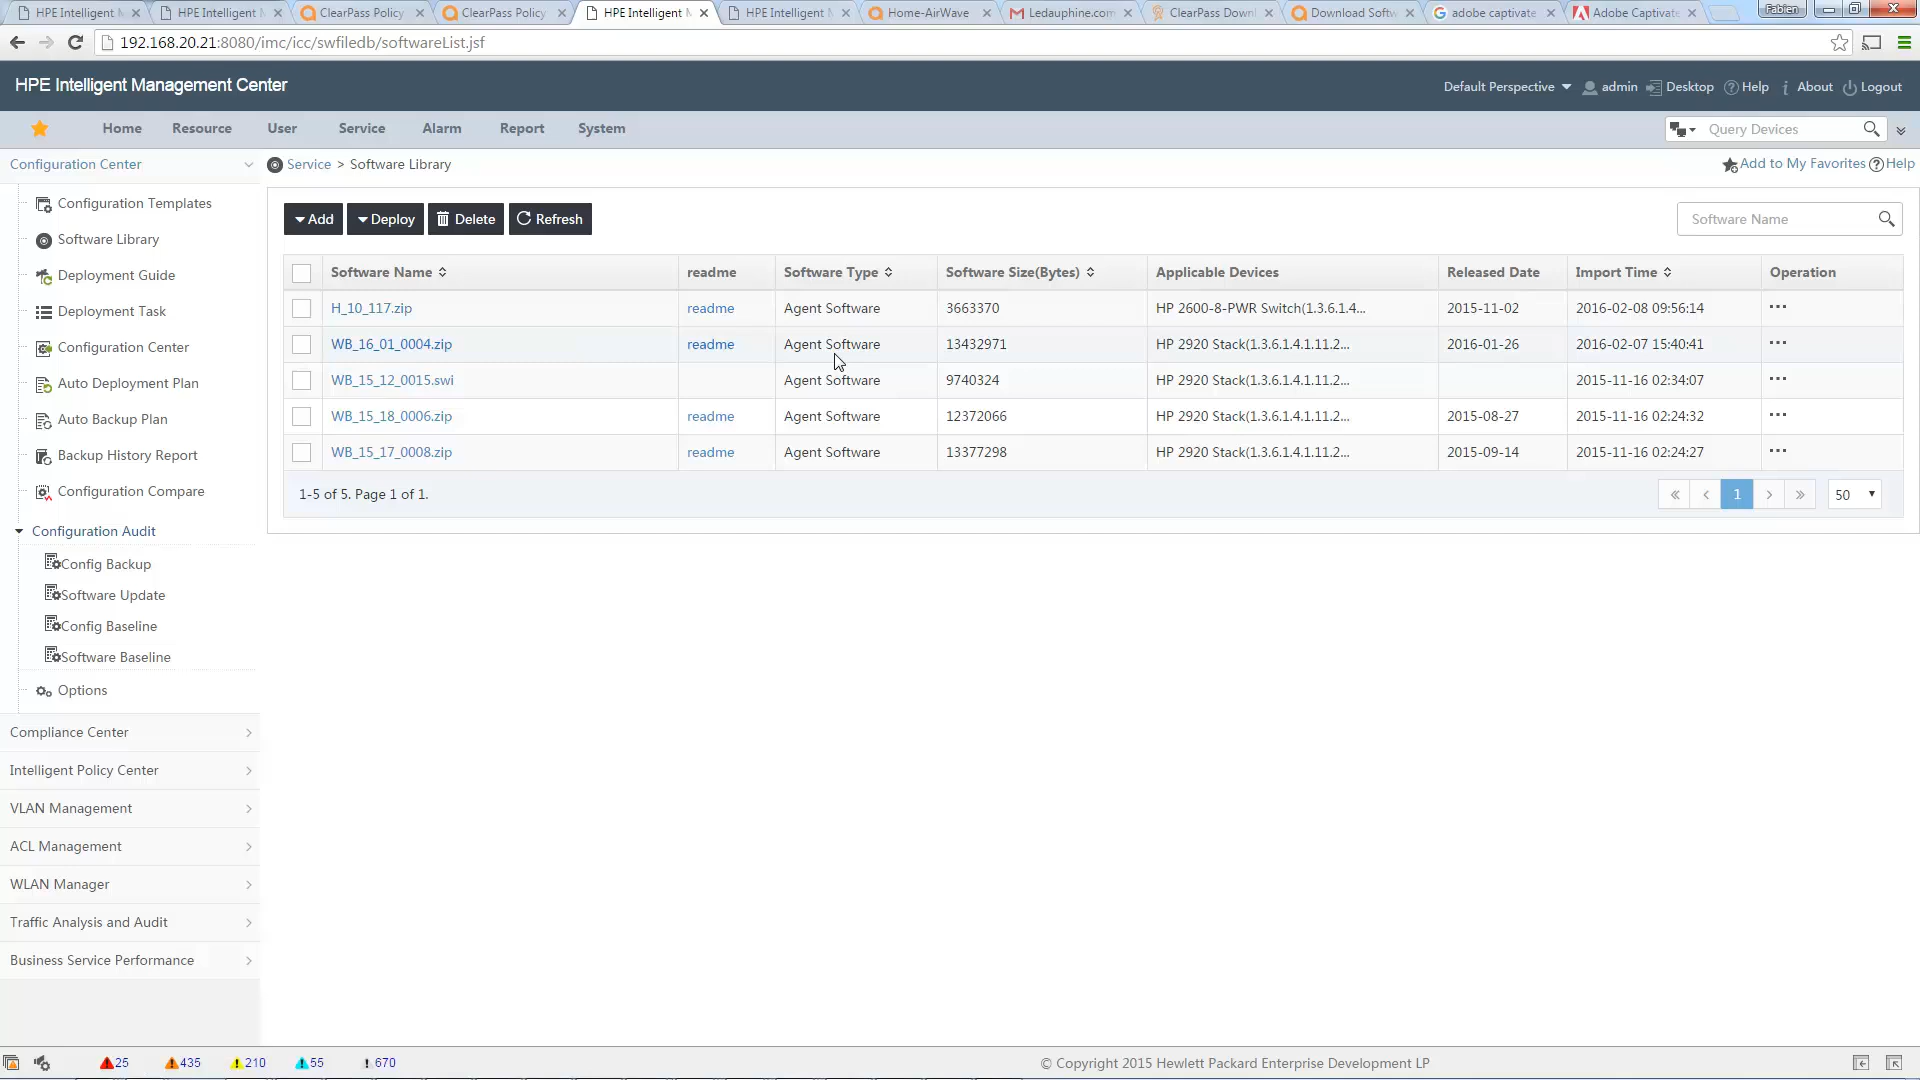 HPE Intelligent M
HPE Intelligent M
ClearPass Policy
ClearPass Policy
HPE Intelligent M
HPE Intelligent M
Home-AirWave
Ledauphine.com
ClearPass Down
Download Softw
adobe captivate
Adobe Captivate
Fabien
192.168.20.21:8080/imc/icc/swfiledb/softwareList.jsf
HPE Intelligent Management Center
Default Perspective admin Desktop Help About Logout
Home Resource User Service Alarm Report System
Query Devices
Configuration Center
Service > Software Library
Add to My Favorites Help
Configuration Templates
Software Library
Deployment Guide
Deployment Task
Configuration Center
Auto Deployment Plan
Auto Backup Plan
Backup History Report
Configuration Compare
Configuration Audit
Config Backup
Software Update
Config Baseline
Software Baseline
Options
Compliance Center
Intelligent Policy Center
VLAN Management
ACL Management
WLAN Manager
Traffic Analysis and Audit
Business Service Performance
Add Deploy Delete Refresh
Software Name
Software Name readme Software Type Software Size(Bytes) Applicable Devices Released Date Import Time Operation
H_10_117.zip readme Agent Software 3663370 HP 2600-8-PWR Switch(1.3.6.1.4... 2015-11-02 2016-02-08 09:56:14 ...
WB_16_01_0004.zip readme Agent Software 13432971 HP 2920 Stack(1.3.6.1.4.1.11.2... 2016-01-26 2016-02-07 15:40:41 ...
WB_15_12_0015.swi Agent Software 9740324 HP 2920 Stack(1.3.6.1.4.1.11.2... 2015-11-16 02:34:07 ...
WB_15_18_0006.zip readme Agent Software 12372066 HP 2920 Stack(1.3.6.1.4.1.11.2... 2015-08-27 2015-11-16 02:24:32 ...
WB_15_17_0008.zip readme Agent Software 13377298 HP 2920 Stack(1.3.6.1.4.1.11.2... 2015-09-14 2015-11-16 02:24:27 ...
1-5 of 5. Page 1 of 1.
« ‹ 1 › » 50
25 435 210 55 670
© Copyright 2015 Hewlett Packard Enterprise Development LP